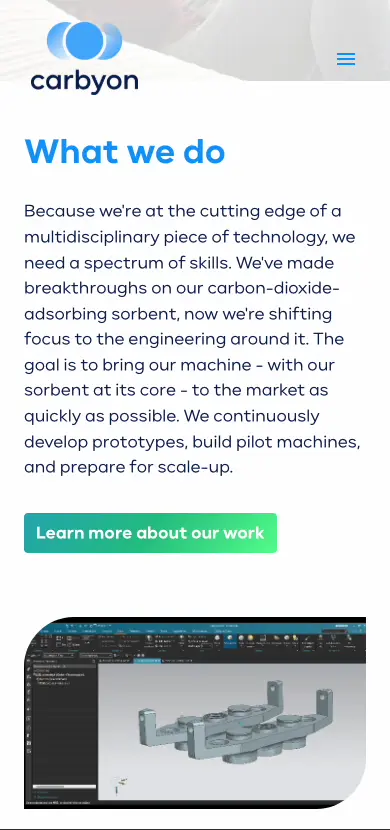 carbyon
What we do
Because we're at the cutting edge of a
multidisciplinary piece of technology, we
need a spectrum of skills. We've made
breakthroughs on our carbon-dioxide-
adsorbing sorbent, now we're shifting
focus to the engineering around it. The
goal is to bring our machine - with our
sorbent at its core - to the market as
quickly as possible. We continuously
develop prototypes, build pilot machines,
and prepare for scale-up.
Learn more about our work